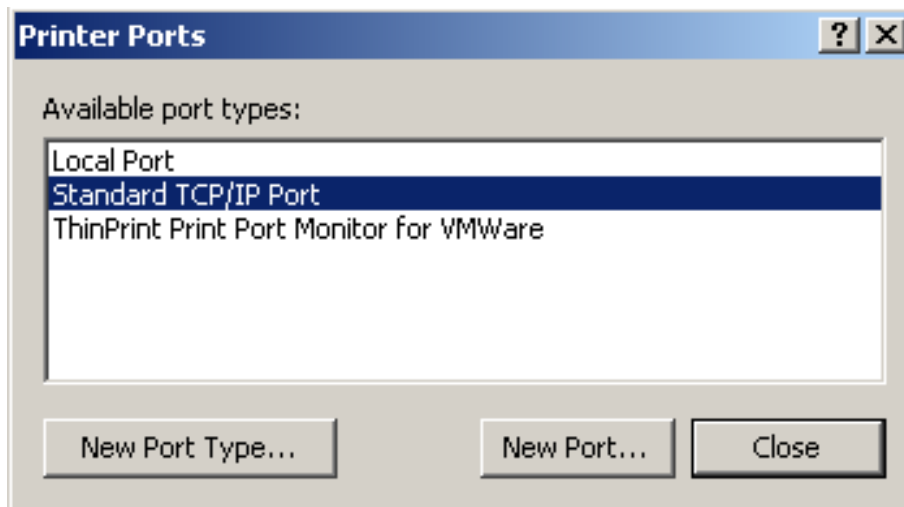 Printer Ports
Available port types:
Local Port
Standard TCP/IP Port
ThinPrint Print Port Monitor for VMWare
New Port Type... New Port... Close